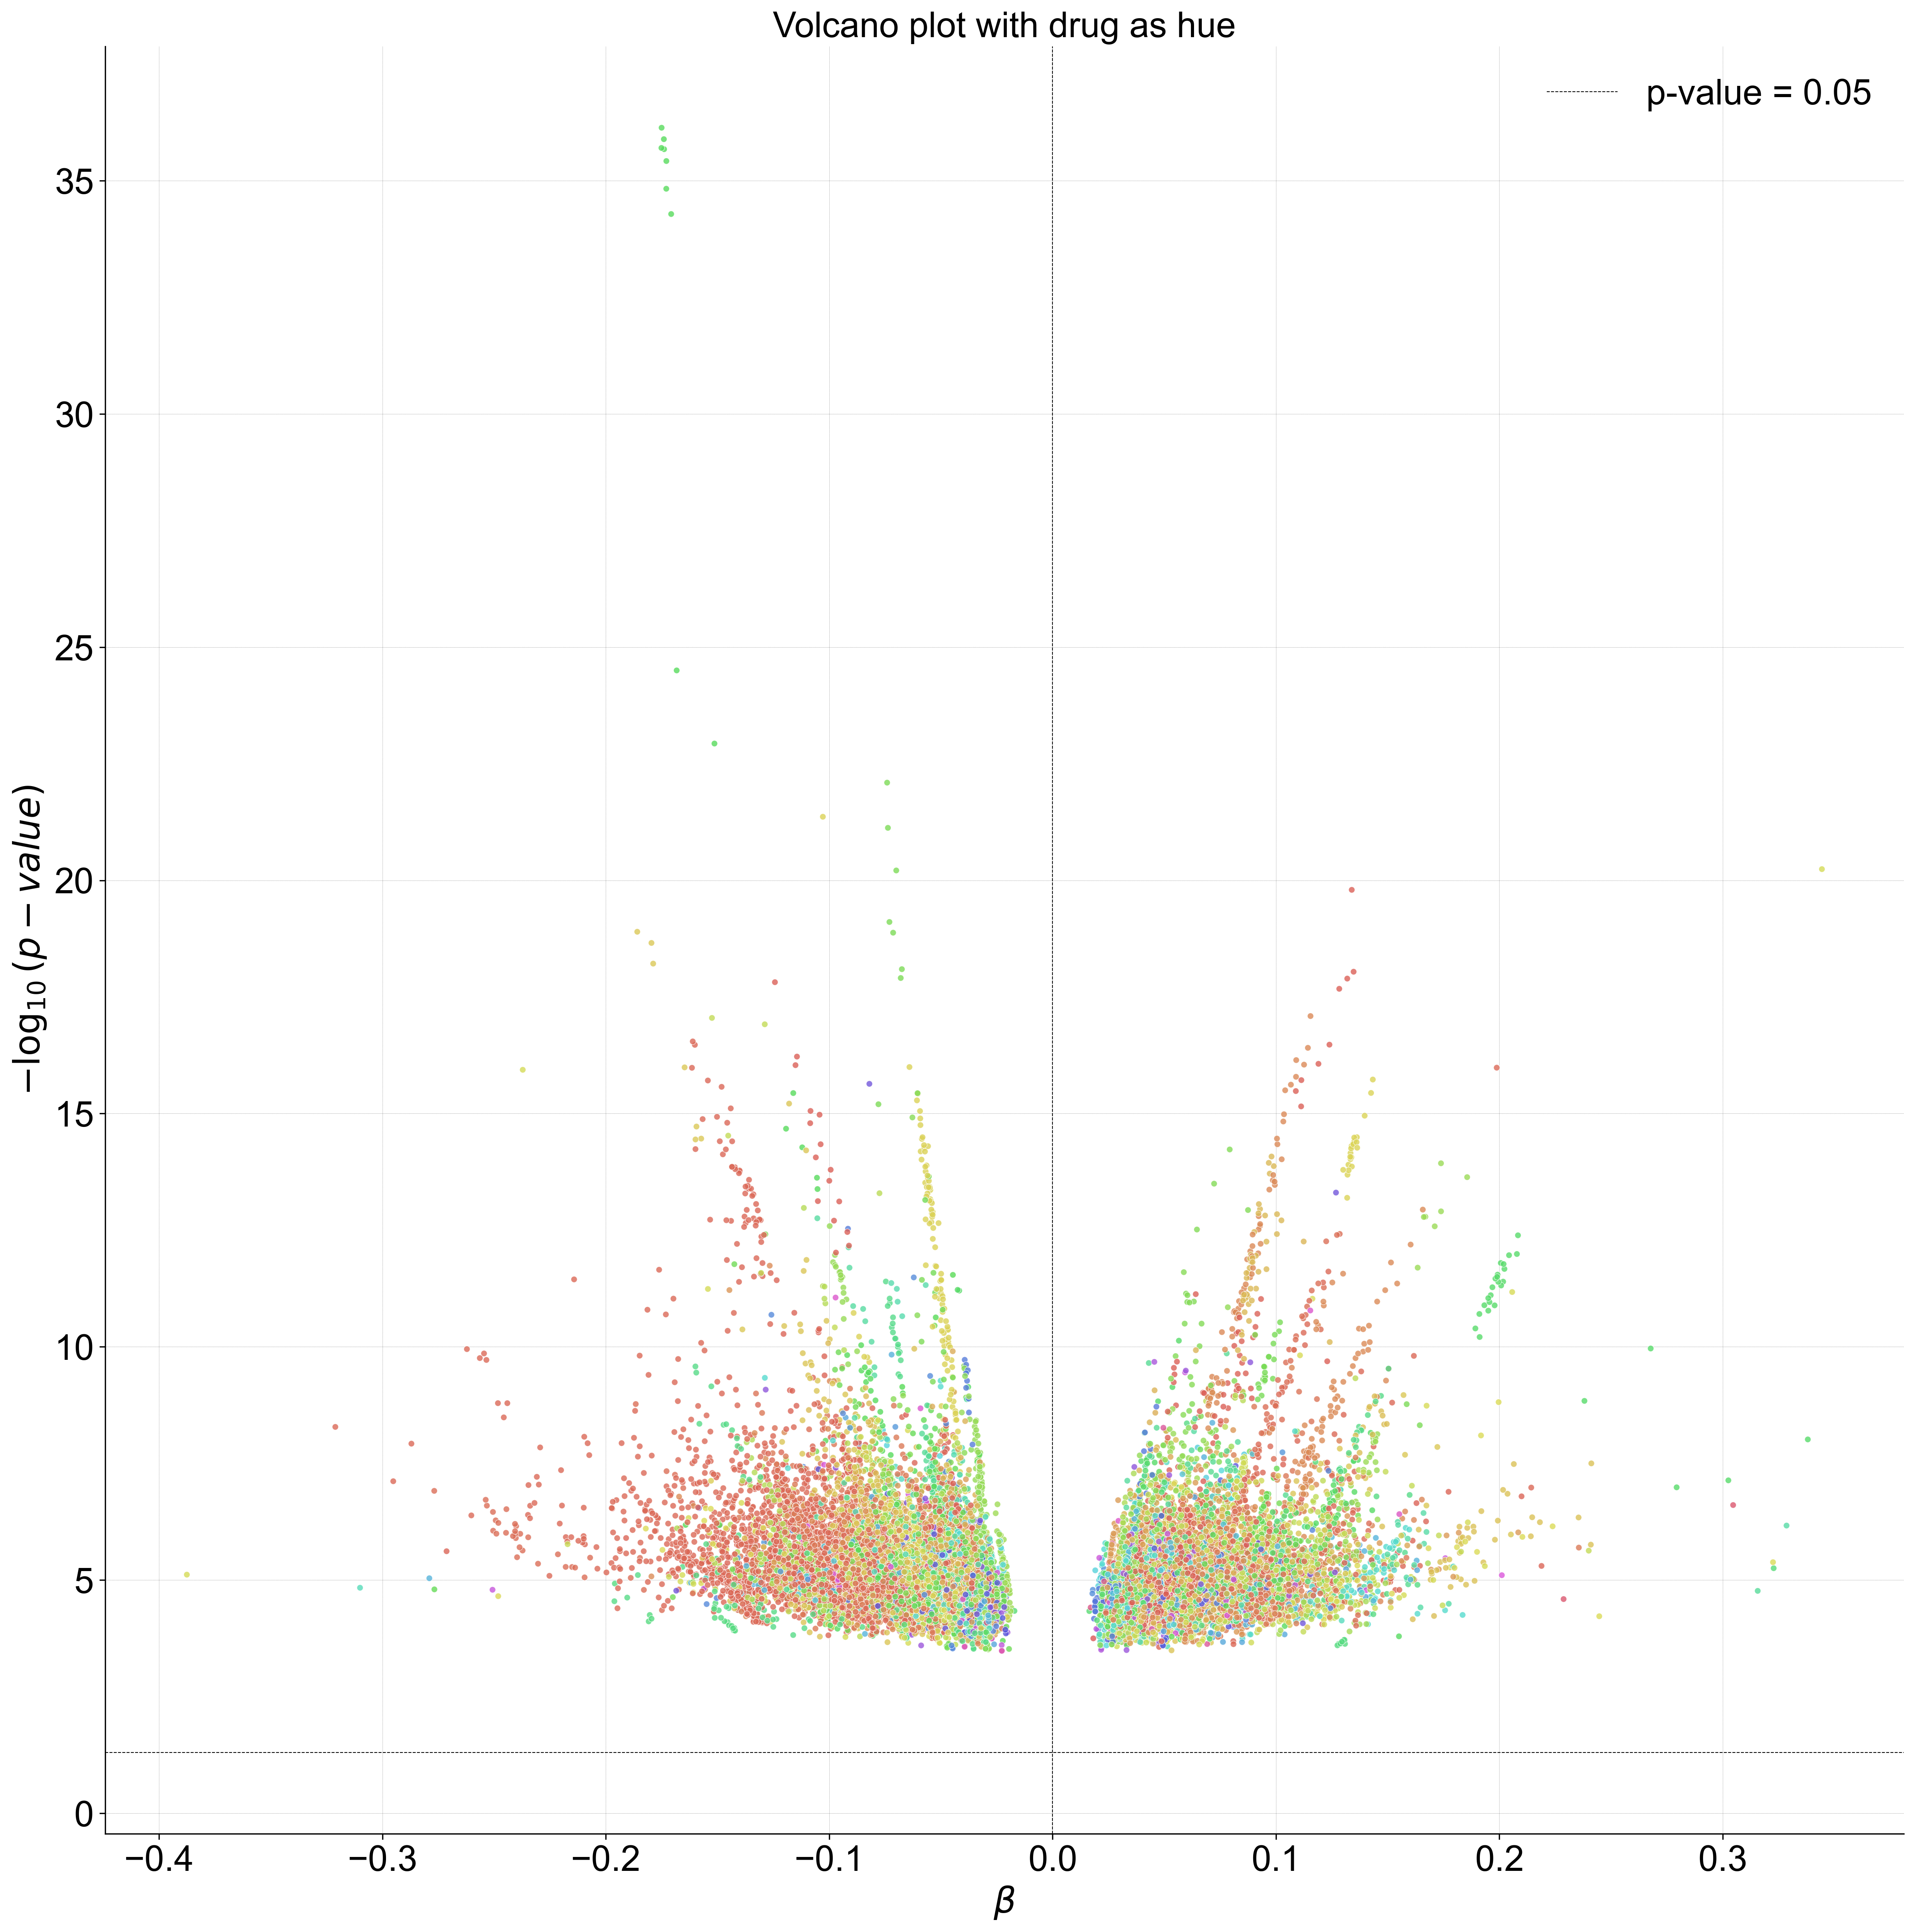 Volcano plot with drug as hue
p-value = 0.05
35
30
25
20
15
10
5
0
−log₁₀ (p − value)
−0.4 −0.3 −0.2 −0.1 0.0 0.1 0.2 0.3
β